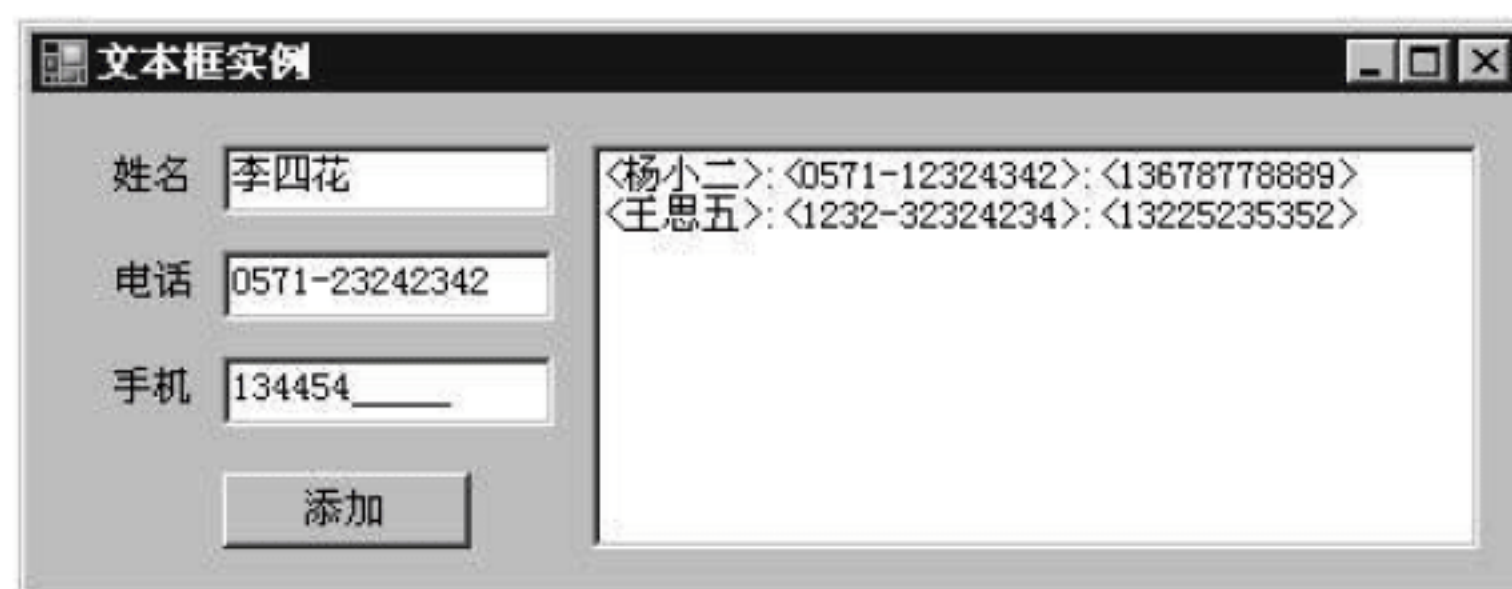 文本框实例
姓名 李四花
电话 0571-23242342
手机 134454_____
添加
<杨小二>:<0571-12324342>:<13678778889>
<王思五>:<1232-32324234>:<13225235352>